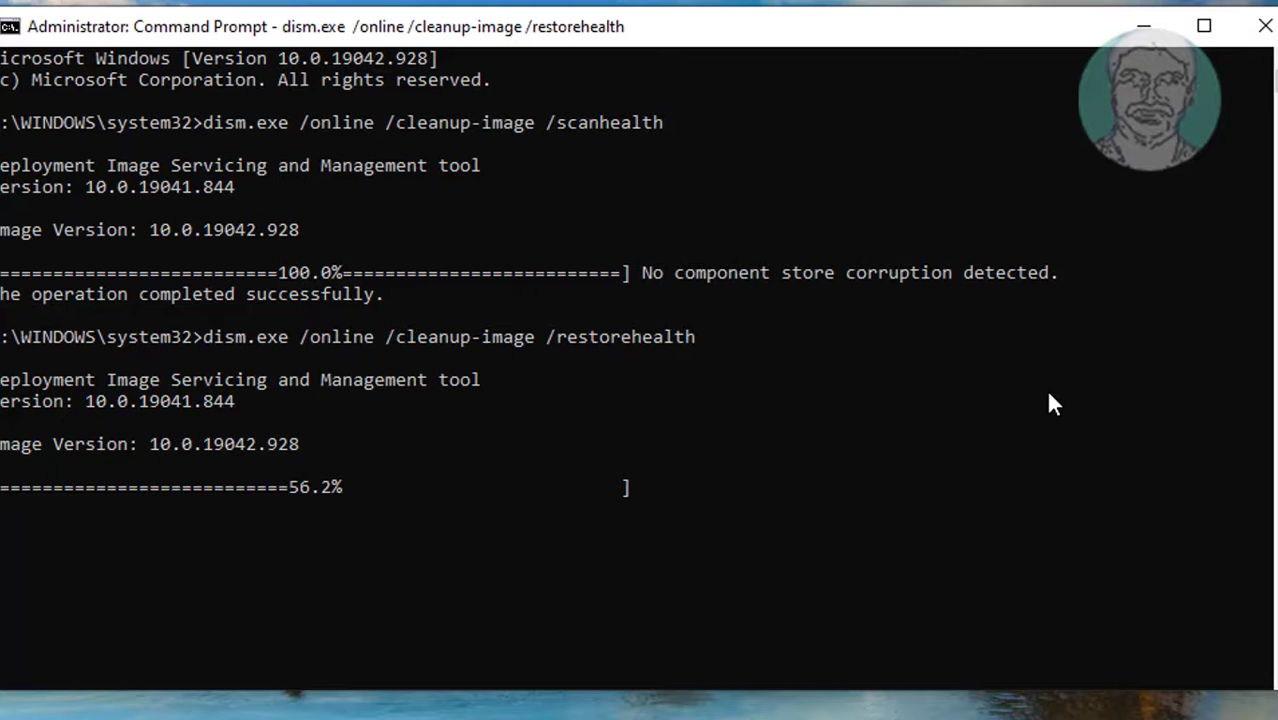 Administrator: Command Prompt - dism.exe /online /cleanup-image /restorehealth
icrosoft Windows [Version 10.0.19042.928]
c) Microsoft Corporation. All rights reserved.
:\WINDOWS\system32>dism.exe /online /cleanup-image /scanhealth
eployment Image Servicing and Management tool
ersion: 10.0.19041.844
mage Version: 10.0.19042.928
==========================100.0%==========================] No component store corruption detected.
he operation completed successfully.
:\WINDOWS\system32>dism.exe /online /cleanup-image /restorehealth
eployment Image Servicing and Management tool
ersion: 10.0.19041.844
mage Version: 10.0.19042.928
===========================56.2%                          ]